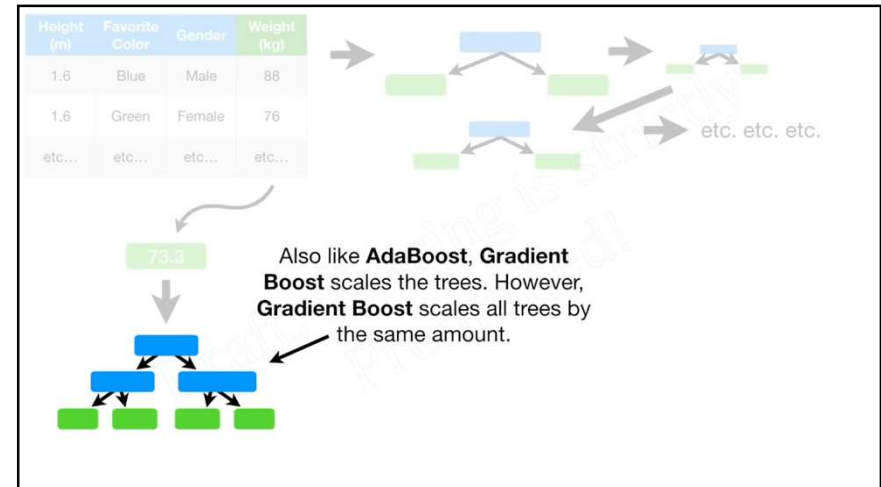 Height (m) Favorite Color Gender Weight (kg)
1.6 Blue Male 88
1.6 Green Female 76
etc... etc... etc... etc...
etc. etc. etc.
73.3
Also like AdaBoost, Gradient
Boost scales the trees. However,
Gradient Boost scales all trees by
the same amount.